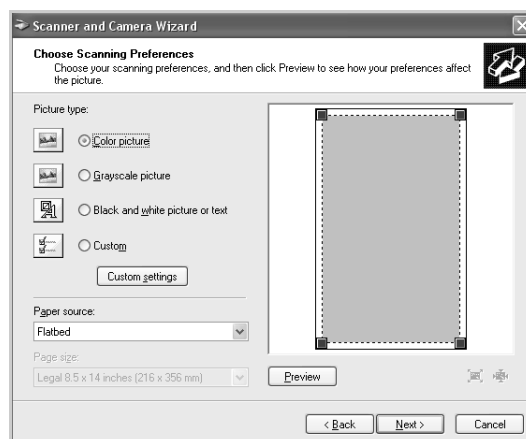 Scanner and Camera Wizard
Choose Scanning Preferences
Choose your scanning preferences, and then click Preview to see how your preferences affect
the picture.
Picture type:
Color picture
Grayscale picture
Black and white picture or text
Custom
Custom settings
Paper source:
Flatbed
Page size:
Legal 8.5 x 14 inches (216 x 356 mm)
Preview
< Back
Next >
Cancel